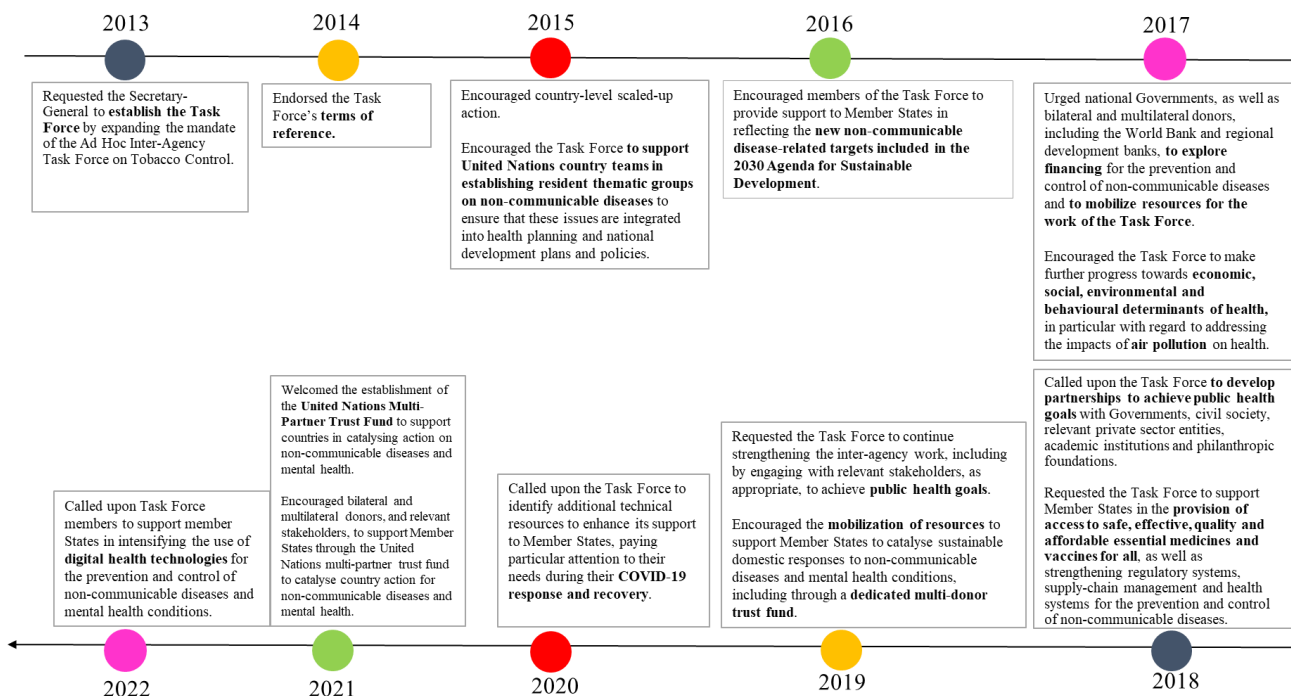 2013
2014
2015
2016
2017
Requested the Secretary-
General to establish the Task
Force by expanding the mandate
of the Ad Hoc Inter-Agency
Task Force on Tobacco Control.
Endorsed the Task
Force's terms of
reference.
Encouraged country-level scaled-up
action.
Encouraged the Task Force to support
United Nations country teams in
establishing resident thematic groups
on non-communicable diseases to
ensure that these issues are integrated
into health planning and national
development plans and policies.
Encouraged members of the Task Force to
provide support to Member States in
reflecting the new non-communicable
disease-related targets included in the
2030 Agenda for Sustainable
Development.
Urged national Governments, as well as
bilateral and multilateral donors,
including the World Bank and regional
development banks, to explore
financing for the prevention and
control of non-communicable diseases
and to mobilize resources for the
work of the Task Force.
Encouraged the Task Force to make
further progress towards economic,
social, environmental and
behavioural determinants of health,
in particular with regard to addressing
the impacts of air pollution on health.
Called upon Task Force
members to support member
States in intensifying the use of
digital health technologies for
the prevention and control of
non-communicable diseases and
mental health conditions.
Welcomed the establishment of
the United Nations Multi-
Partner Trust Fund to support
countries in catalysing action on
non-communicable diseases and
mental health.
Encouraged bilateral and
multilateral donors, and relevant
stakeholders, to support Member
States through the United
Nations multi-partner trust fund
to catalyse country action for
non-communicable diseases and
mental health.
Called upon the Task Force to
identify additional technical
resources to enhance its support
to Member States, paying
particular attention to their
needs during their COVID-19
response and recovery.
Requested the Task Force to continue
strengthening the inter-agency work, including
by engaging with relevant stakeholders, as
appropriate, to achieve public health goals.
Encouraged the mobilization of resources to
support Member States to catalyse sustainable
domestic responses to non-communicable
diseases and mental health conditions,
including through a dedicated multi-donor
trust fund.
Called upon the Task Force to develop
partnerships to achieve public health
goals with Governments, civil society,
relevant private sector entities,
academic institutions and philanthropic
foundations.
Requested the Task Force to support
Member States in the provision of
access to safe, effective, quality and
affordable essential medicines and
vaccines for all, as well as
strengthening regulatory systems,
supply-chain management and health
systems for the prevention and control
of non-communicable diseases.
2022
2021
2020
2019
2018